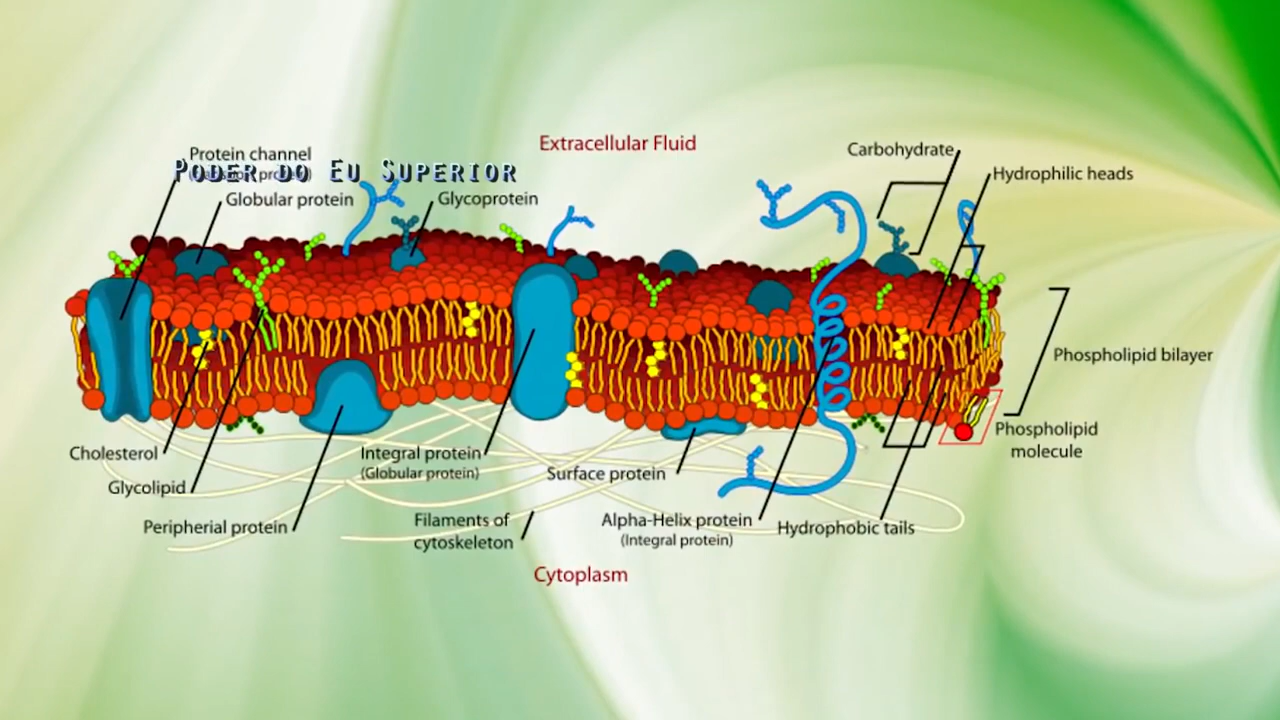 Extracellular Fluid
Protein channel
Poder do Eu Superior
Globular protein
Glycoprotein
Carbohydrate
Hydrophilic heads
Phospholipid bilayer
Phospholipid
molecule
Cholesterol
Glycolipid
Peripherial protein
Integral protein
(Globular protein)
Surface protein
Filaments of
cytoskeleton
Alpha-Helix protein
(Integral protein)
Hydrophobic tails
Cytoplasm